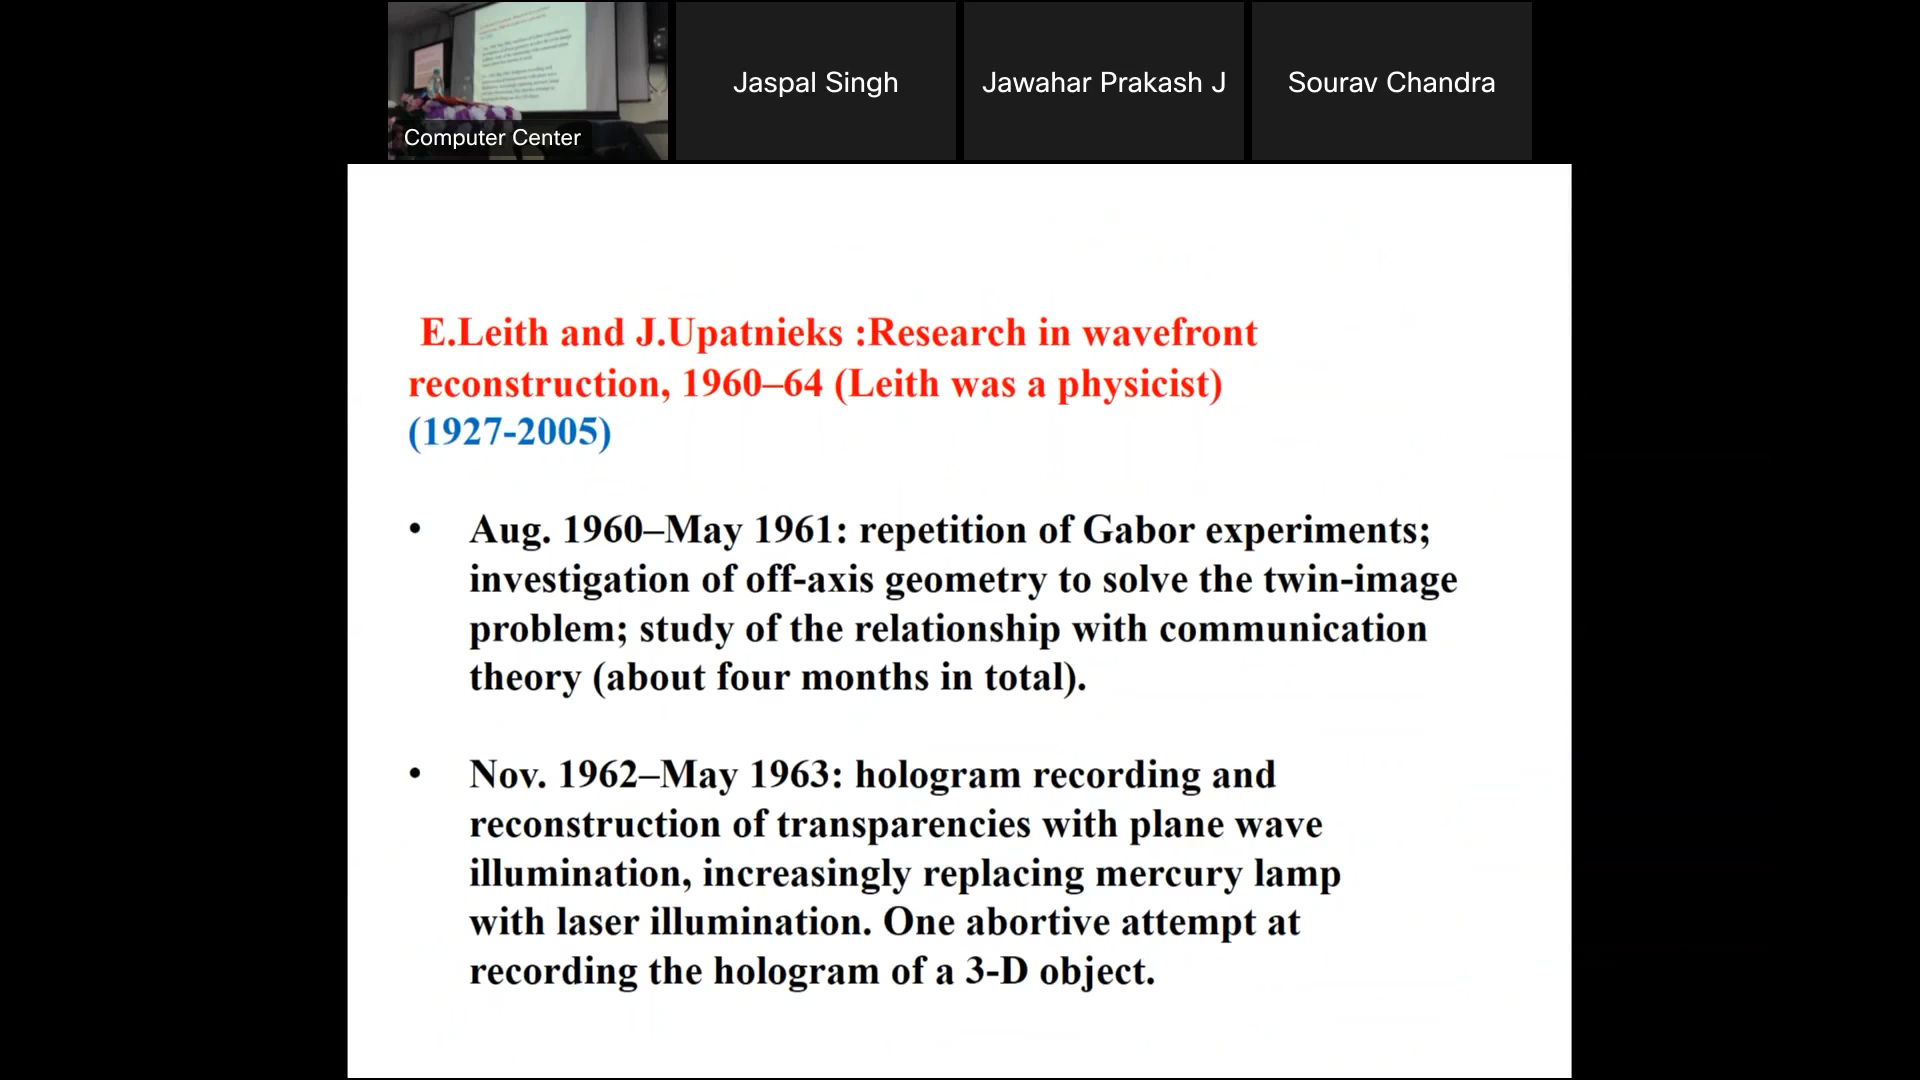 Computer Center
Jaspal Singh
Jawahar Prakash J
Sourav Chandra
E.Leith and J.Upatnieks :Research in wavefront
reconstruction, 1960–64 (Leith was a physicist)
(1927-2005)
• Aug. 1960–May 1961: repetition of Gabor experiments;
investigation of off-axis geometry to solve the twin-image
problem; study of the relationship with communication
theory (about four months in total).
• Nov. 1962–May 1963: hologram recording and
reconstruction of transparencies with plane wave
illumination, increasingly replacing mercury lamp
with laser illumination. One abortive attempt at
recording the hologram of a 3-D object.